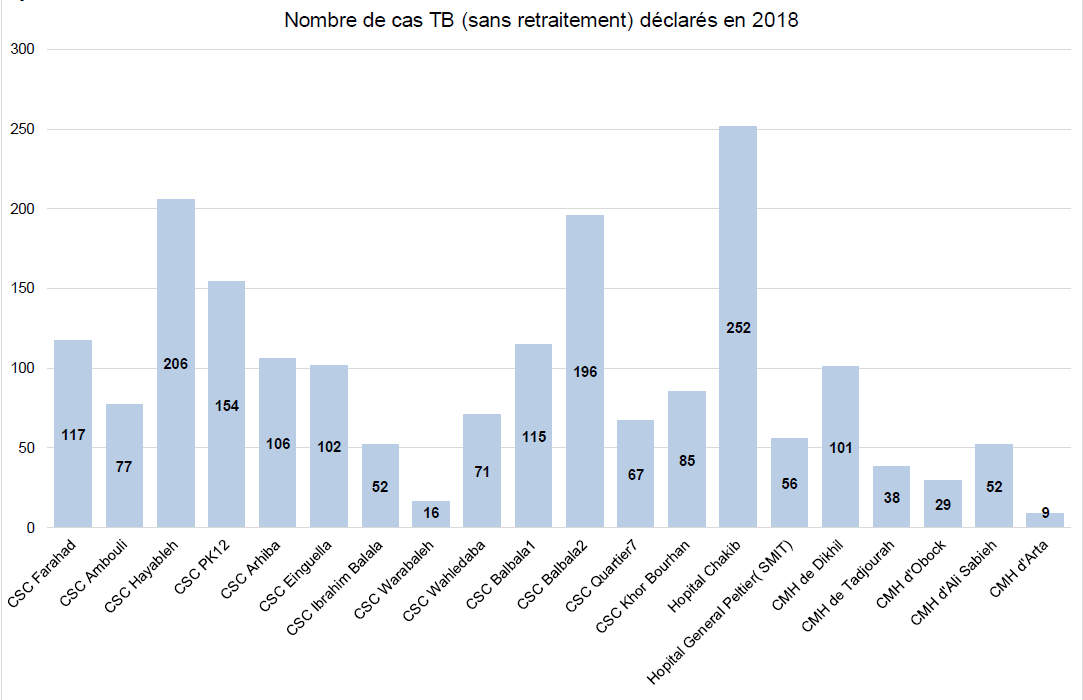 Nombre de cas TB (sans retraitement) déclarés en 2018
300
250
200
150
100
50
0
117
77
206
154
106
102
52
16
71
115
196
67
85
252
56
101
38
29
52
9
CSC Farahad
CSC Ambouli
CSC Hayableh
CSC PK12
CSC Arhiba
CSC Einguella
CSC Ibrahim Balala
CSC Warabaleh
CSC Wahledaba
CSC Balbala1
CSC Balbala2
CSC Quartier7
CSC Khor Bourhan
Hopital Chakib
Hopital General Peltier( SMIT)
CMH de Dikhil
CMH de Tadjourah
CMH d'Obock
CMH d'Ali Sabieh
CMH d'Arta